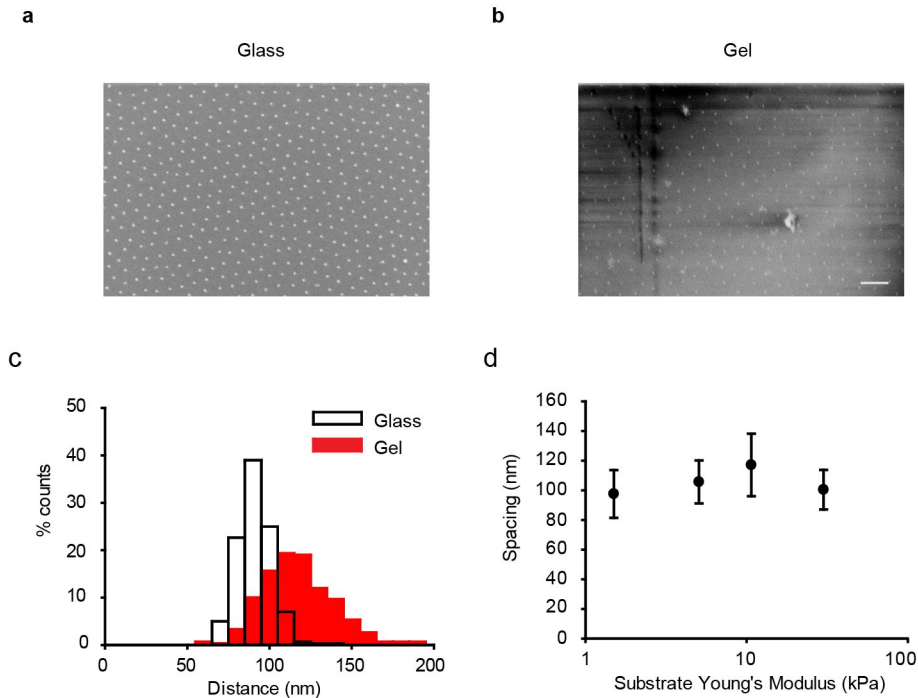 a
b
Glass
Gel
c
d
50
40
30
20
10
0
% counts
Glass
Gel
0
50
100
150
200
Distance (nm)
160
140
120
100
80
60
40
20
0
Spacing (nm)
1
10
100
Substrate Young's Modulus (kPa)